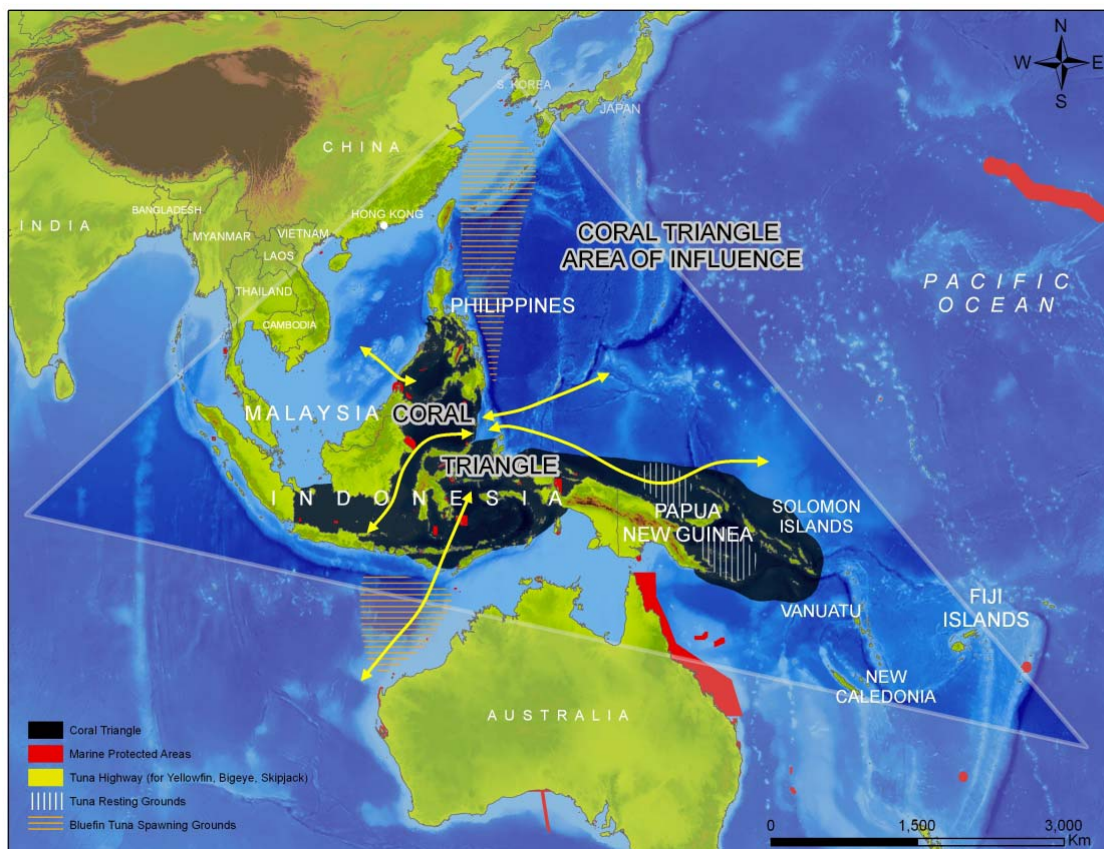 N
W E
S
S. KOREA
JAPAN
CHINA
INDIA
BANGLADESH
HONG KONG
MYANMAR
VIETNAM
LAOS
THAILAND
CAMBODIA
CORAL TRIANGLE
AREA OF INFLUENCE
PACIFIC
OCEAN
PHILIPPINES
MALAYSIA
CORAL
TRIANGLE
INDONESIA
PAPUA
NEW GUINEA
SOLOMON
ISLANDS
VANUATU
FIJI
ISLANDS
NEW
CALEDONIA
AUSTRALIA
Coral Triangle
Marine Protected Areas
Tuna Highway (for Yellowfin, Bigeye, Skipjack)
Tuna Resting Grounds
Bluefin Tuna Spawning Grounds
0 1,500 3,000
Km